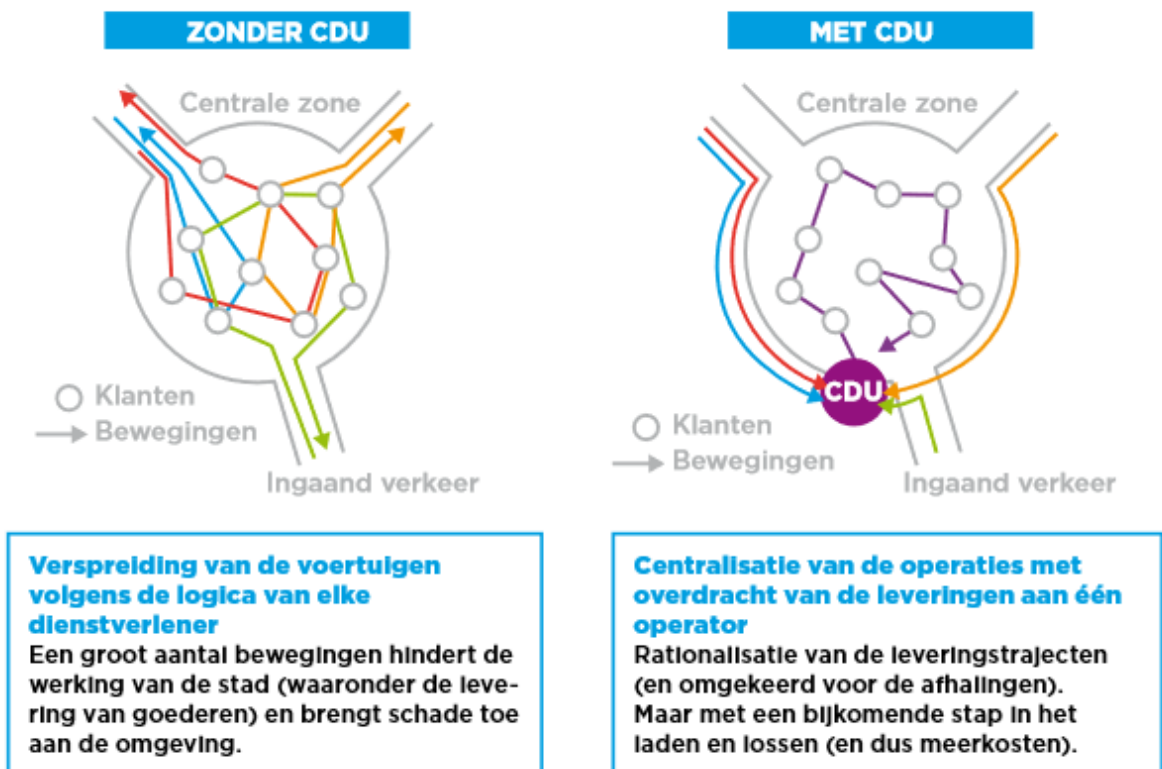 ZONDER CDU
Centrale zone
Klanten
Bewegingen
Ingaand verkeer
Verspreiding van de voertuigen
volgens de logica van elke
dienstverlener
Een groot aantal bewegingen hindert de
werking van de stad (waaronder de leve-
ring van goederen) en brengt schade toe
aan de omgeving.
MET CDU
Centrale zone
CDU
Klanten
Bewegingen
Ingaand verkeer
Centralisatie van de operaties met
overdracht van de leveringen aan één
operator
Rationalisatie van de leveringstrajecten
(en omgekeerd voor de afhalingen).
Maar met een bijkomende stap in het
laden en lossen (en dus meerkosten).